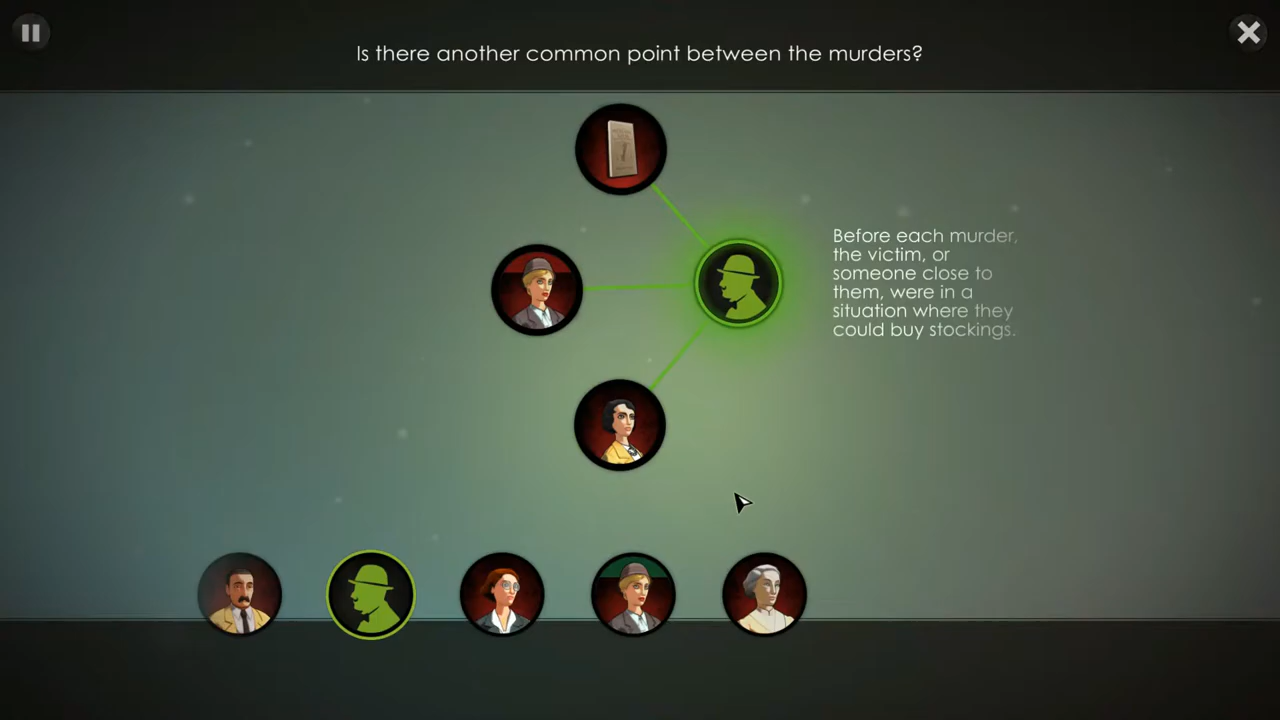 Is there another common point between the murders?
Before each murder,
the victim, or
someone close to
them, were in a
situation where they
could buy stockings.